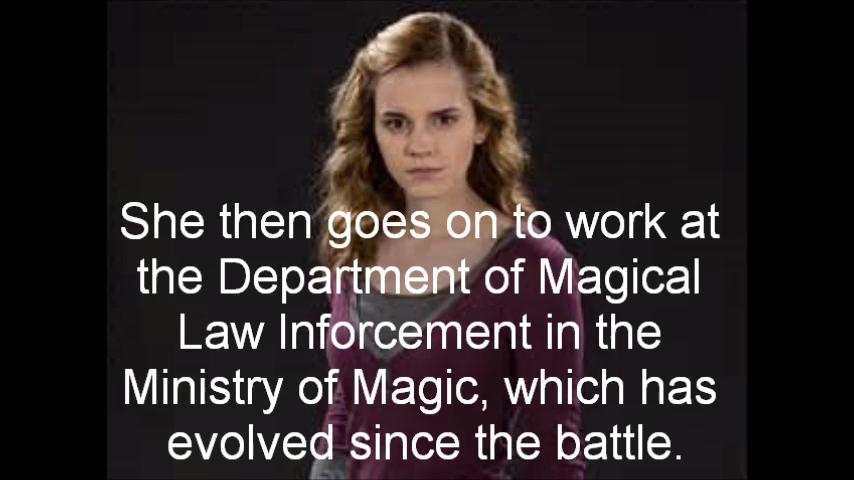 She then goes on to work at
the Department of Magical
Law Inforcement in the
Ministry of Magic, which has
evolved since the battle.